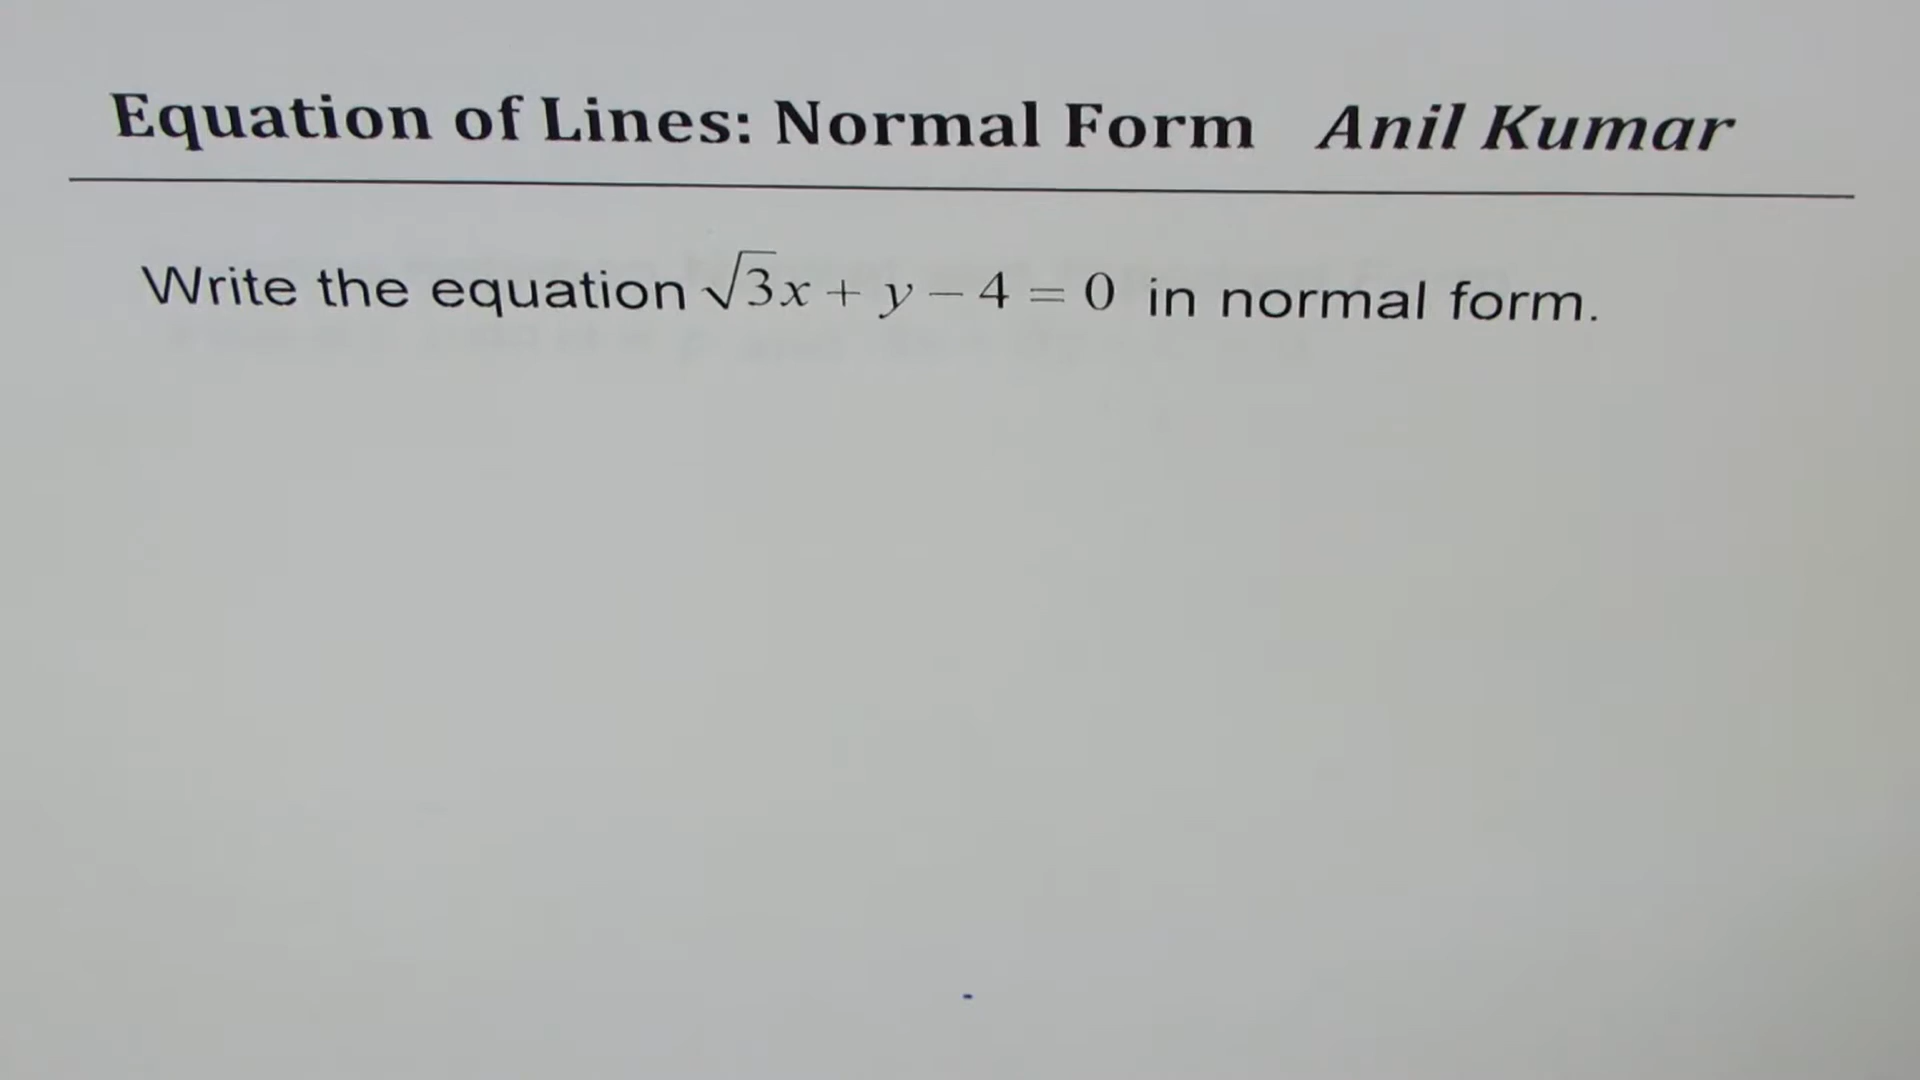 Equation of Lines: Normal Form Anil Kumar
Write the equation √3x + y − 4 = 0 in normal form.